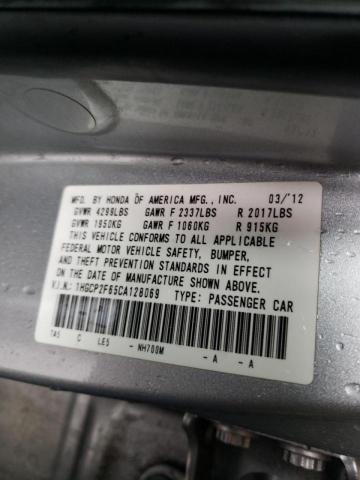 MFD. BY HONDA OF AMERICA MFG., INC. 03/'12
GVWR 4299LBS GAWR F 2337LBS R 2017LBS
GVWR 1950KG GAWR F 1060KG R 915KG
THIS VEHICLE CONFORMS TO ALL APPLICABLE
FEDERAL MOTOR VEHICLE SAFETY, BUMPER,
AND THEFT PREVENTION STANDARDS IN EFFECT
ON THE DATE OF MANUFACTURE SHOWN ABOVE.
V.I.N.: 1HGCP2F65CA128069 TYPE: PASSENGER CAR
TA5 C LE5 - NH700M - A - A